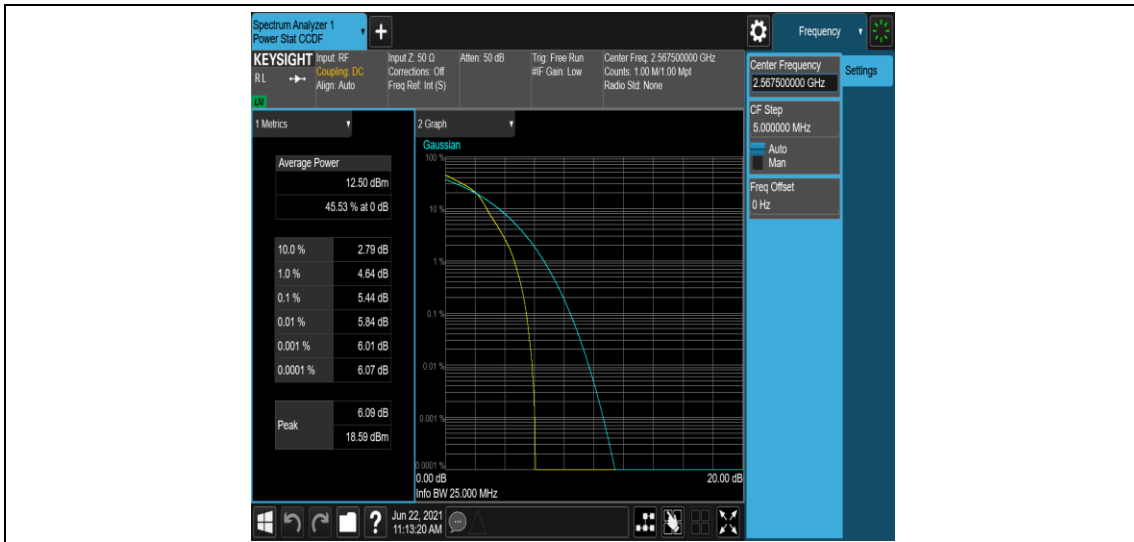 Spectrum Analyzer 1
Power Stat CCDF
+
Frequency
KEYSIGHT
RL
LXI
Input: RF
Coupling: DC
Align: Auto
Input Z: 50 Ω
Corrections: Off
Freq Ref: Int (S)
Atten: 50 dB
Trig: Free Run
#IF Gain: Low
Center Freq: 2.567500000 GHz
Counts: 1.00 M/1.00 Mpt
Radio Std: None
Center Frequency
2.567500000 GHz
Settings
CF Step
5.000000 MHz
Auto
Man
Freq Offset
0 Hz
1 Metrics
Average Power
12.50 dBm
45.53 % at 0 dB
10.0 % 2.79 dB
1.0 % 4.64 dB
0.1 % 5.44 dB
0.01 % 5.84 dB
0.001 % 6.01 dB
0.0001 % 6.07 dB
Peak
6.09 dB
18.59 dBm
2 Graph
Gaussian
100 %
10 %
1 %
0.1 %
0.01 %
0.001 %
0.0001 %
0.00 dB 20.00 dB
Info BW 25.000 MHz
?
Jun 22, 2021
11:13:20 AM